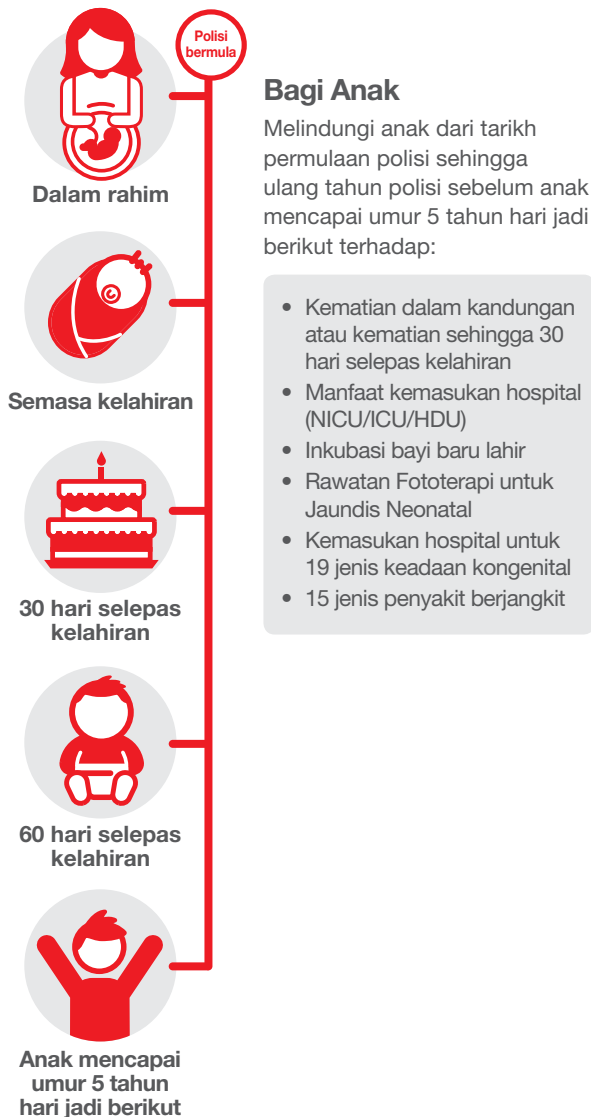 Polisi
bermula
Dalam rahim
Semasa kelahiran
30 hari selepas
kelahiran
60 hari selepas
kelahiran
Anak mencapai
umur 5 tahun
hari jadi berikut
Bagi Anak
Melindungi anak dari tarikh
permulaan polisi sehingga
ulang tahun polisi sebelum anak
mencapai umur 5 tahun hari jadi
berikut terhadap:
• Kematian dalam kandungan
atau kematian sehingga 30
hari selepas kelahiran
• Manfaat kemasukan hospital
(NICU/ICU/HDU)
• Inkubasi bayi baru lahir
• Rawatan Fototerapi untuk
Jaundis Neonatal
• Kemasukan hospital untuk
19 jenis keadaan kongenital
• 15 jenis penyakit berjangkit